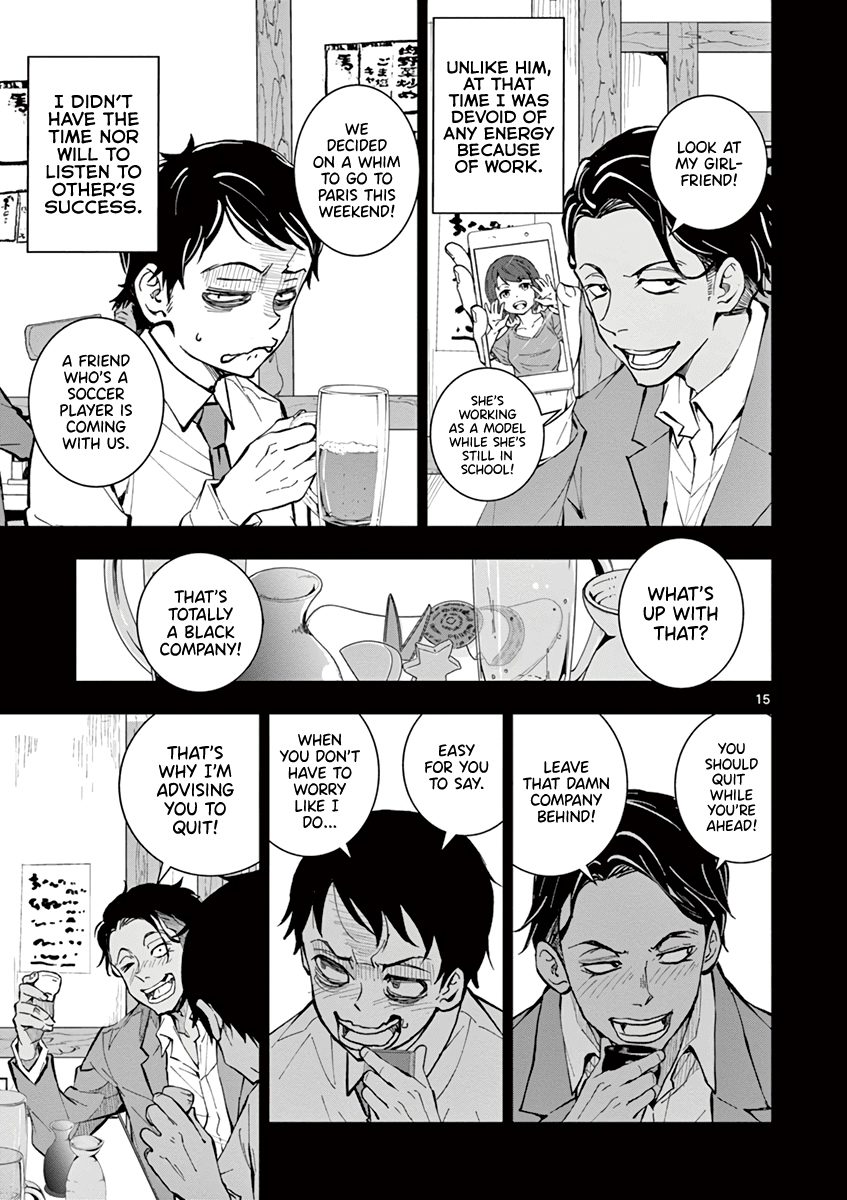 UNLIKE HIM,
AT THAT
TIME I WAS
DEVOID OF
ANY ENERGY
BECAUSE
OF WORK.
LOOK AT
MY GIRL-
FRIEND!
SHE'S
WORKING
AS A MODEL
WHILE SHE'S
STILL IN
SCHOOL!
I DIDN'T
HAVE THE
TIME NOR
WILL TO
LISTEN TO
OTHER'S
SUCCESS.
WE
DECIDED
ON A WHIM
TO GO TO
PARIS THIS
WEEKEND!
A FRIEND
WHO'S A
SOCCER
PLAYER IS
COMING
WITH US.
WHAT'S
UP WITH
THAT?
THAT'S
TOTALLY
A BLACK
COMPANY!
15
YOU
SHOULD
QUIT
WHILE
YOU'RE
AHEAD!
LEAVE
THAT DAMN
COMPANY
BEHIND!
EASY
FOR YOU
TO SAY.
WHEN
YOU DON'T
HAVE TO
WORRY
LIKE I
DO...
THAT'S
WHY I'M
ADVISING
YOU TO
QUIT!